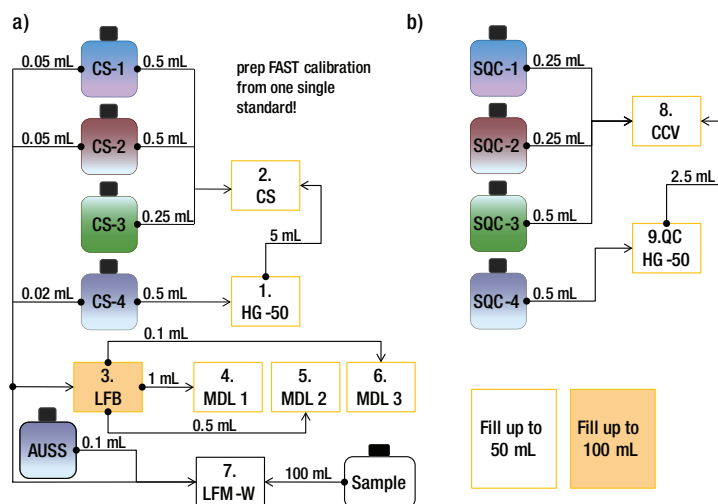 a)
0.05 mL
CS-1
0.5 mL
prep FAST calibration
from one single
standard!
0.05 mL
CS-2
0.5 mL
2.
CS
CS-3
0.25 mL
5 mL
0.02 mL
CS-4
0.5 mL
1.
HG-50
0.1 mL
3.
LFB
1 mL
4.
MDL 1
5.
MDL 2
6.
MDL 3
0.5 mL
AUSS
0.1 mL
7.
LFM-W
100 mL
Sample
b)
SQC-1
0.25 mL
SQC-2
0.25 mL
8.
CCV
2.5 mL
SQC-3
0.5 mL
9.QC
HG-50
SQC-4
0.5 mL
Fill up to
50 mL
Fill up to
100 mL